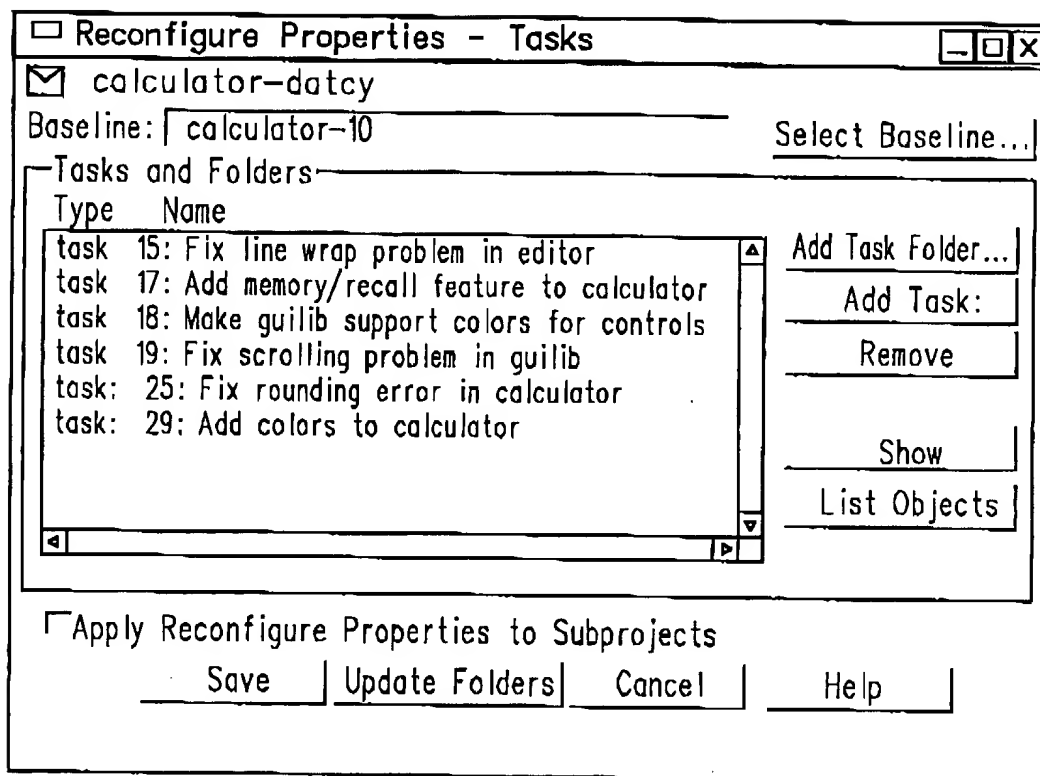 Reconfigure Properties - Tasks
calculator-datcy
Baseline: calculator-10
Select Baseline...
Tasks and Folders
Type Name
task 15: Fix line wrap problem in editor
task 17: Add memory/recall feature to calculator
task 18: Make guilib support colors for controls
task 19: Fix scrolling problem in guilib
task: 25: Fix rounding error in calculator
task: 29: Add colors to calculator
Add Task Folder...
Add Task:
Remove
Show
List Objects
Apply Reconfigure Properties to Subprojects
Save Update Folders Cancel Help